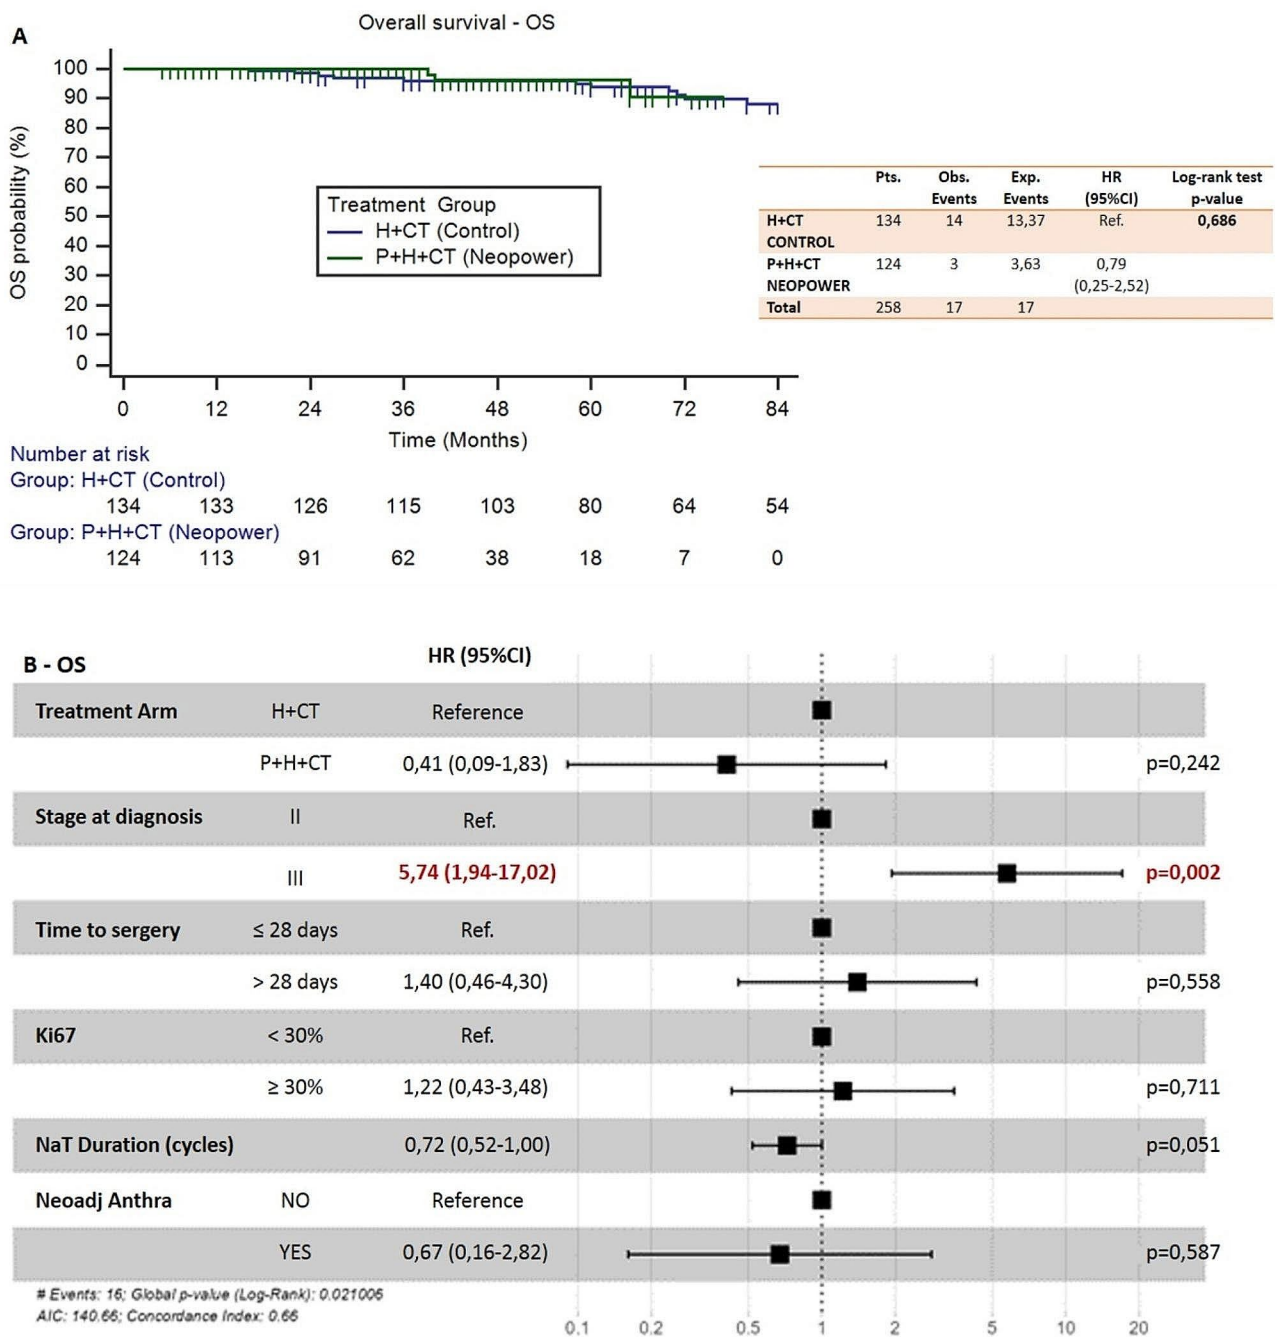 Overall survival - OS
A
OS probability (%)
100
90
80
70
60
50
40
30
20
10
0
Treatment Group
H+CT (Control)
P+H+CT (Neopower)
0 12 24 36 48 60 72 84
Time (Months)
Number at risk
Group: H+CT (Control)
134 133 126 115 103 80 64 54
Group: P+H+CT (Neopower)
124 113 91 62 38 18 7 0
Pts. Obs. Exp. HR Log-rank test
Events Events (95%CI) p-value
H+CT 134 14 13,37 Ref. 0,686
CONTROL
P+H+CT 124 3 3,63 0,79
NEOPOWER (0,25-2,52)
Total 258 17 17
B - OS HR (95%CI)
Treatment Arm H+CT Reference
P+H+CT 0,41 (0,09-1,83) p=0,242
Stage at diagnosis II Ref.
III 5,74 (1,94-17,02) p=0,002
Time to sergery ≤ 28 days Ref.
> 28 days 1,40 (0,46-4,30) p=0,558
Ki67 < 30% Ref.
≥ 30% 1,22 (0,43-3,48) p=0,711
NaT Duration (cycles) 0,72 (0,52-1,00) p=0,051
Neoadj Anthra NO Reference
YES 0,67 (0,16-2,82) p=0,587
# Events: 16; Global p-value (Log-Rank): 0.021006
AIC: 140.66; Concordance Index: 0.66
0.1 0.2 0.5 1 2 5 10 20